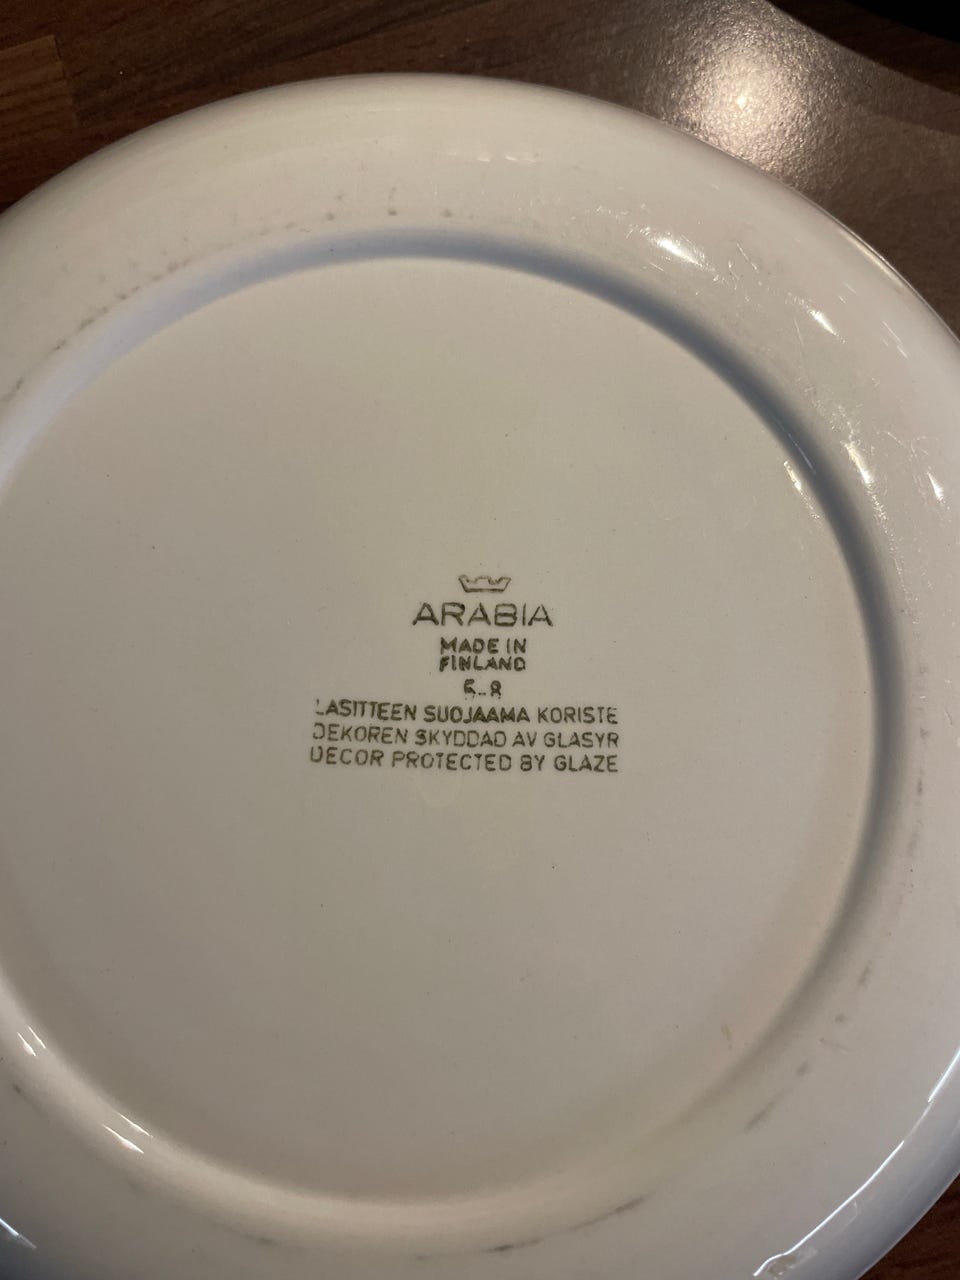 ARABIA
MADE IN
FINLAND
LASITTEEN SUOJAAMA KORISTE
DEKOREN SKYDDAD AV GLASYR
DECOR PROTECTED BY GLAZE